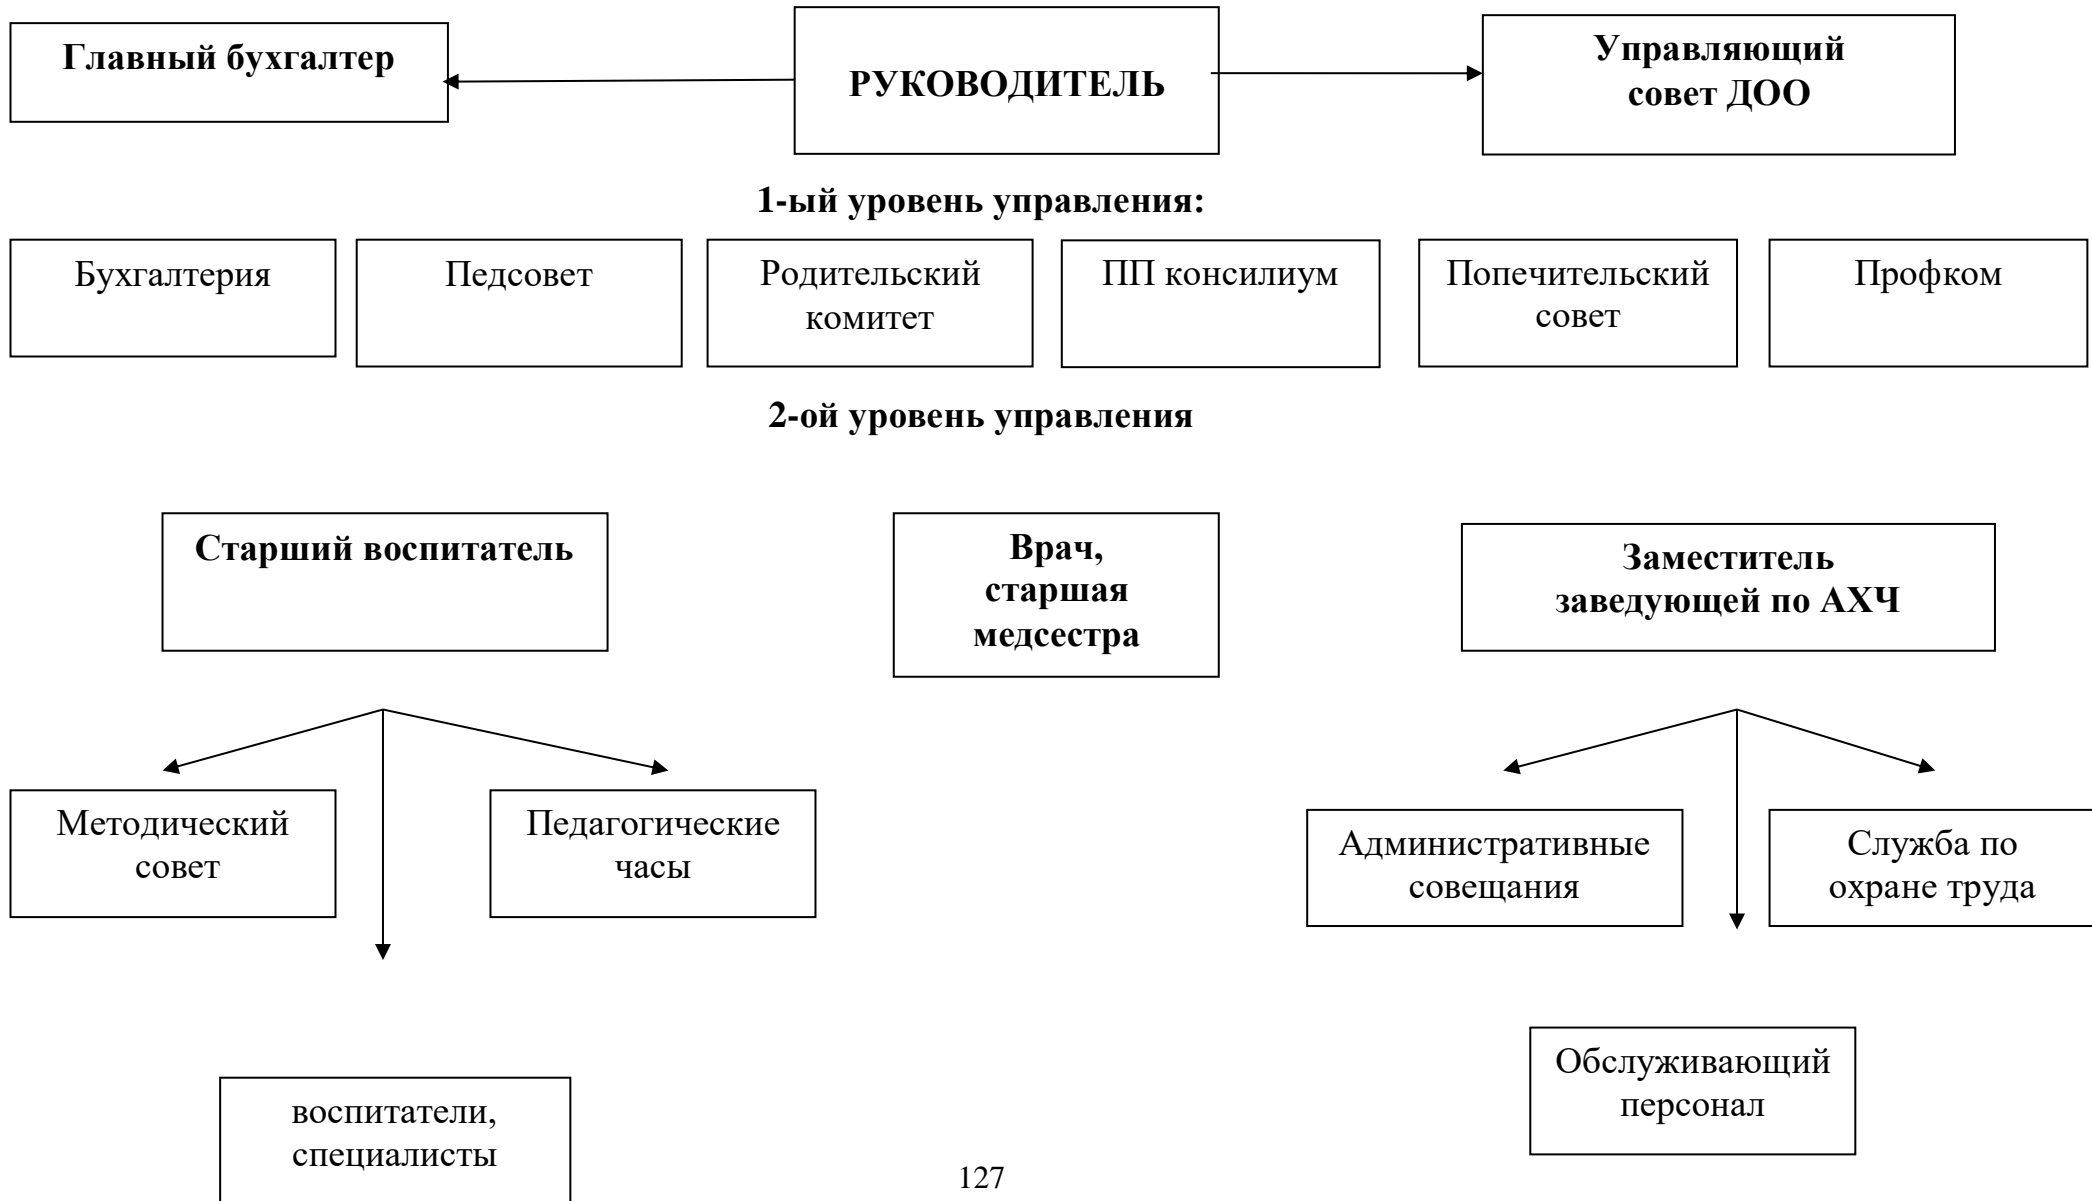 Главный бухгалтер
РУКОВОДИТЕЛЬ
Управляющий
совет ДОО
1-ый уровень управления:
Бухгалтерия
Педсовет
Родительский
комитет
ПП консилиум
Попечительский
совет
Профком
2-ой уровень управления
Старший воспитатель
Врач,
старшая
медсестра
Заместитель
заведующей по АХЧ
Методический
совет
Педагогические
часы
Административные
совещания
Служба по
охране труда
Обслуживающий
персонал
воспитатели,
специалисты
127